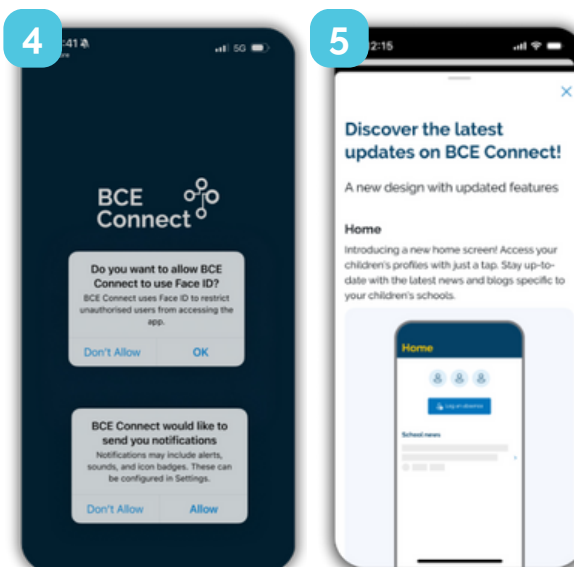 4
:41
5G
BCE
Connect
Do you want to allow BCE
Connect to use Face ID?
BCE Connect uses Face ID to restrict
unauthorised users from accessing the
app.
Don't Allow OK
BCE Connect would like to
send you notifications
Notifications may include alerts,
sounds, and icon badges. These can
be configured in Settings.
Don't Allow Allow
5
2:15
Discover the latest
updates on BCE Connect!
A new design with updated features
Home
Introducing a new home screen! Access your
children's profiles with just a tap. Stay up-to-
date with the latest news and blogs specific to
your children's schools.
Home
Log an absence
School news